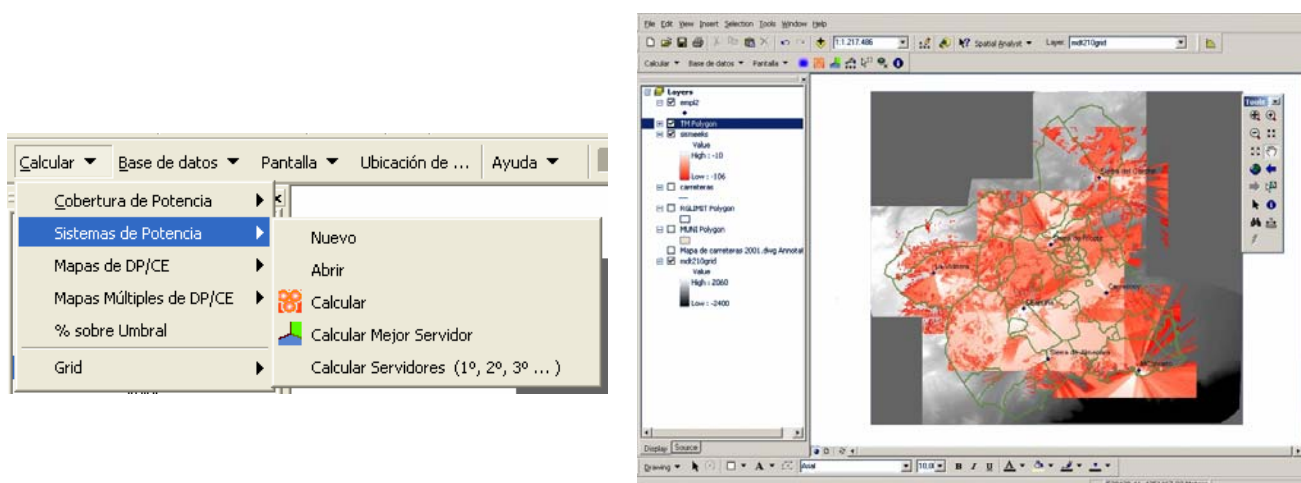 Calcular Base de datos Pantalla Ubicación de ... Ayuda
Cobertura de Potencia
Sistemas de Potencia
Mapas de DP/CE
Mapas Múltiples de DP/CE
% sobre Umbral
Grid
Nuevo
Abrir
Calcular
Calcular Mejor Servidor
Calcular Servidores (1º, 2º, 3º ... )
File Edit View Insert Selection Tools Window Help
1:1.217.486 Spatial Analyst Layer: mdt210grid
Calcular Base de datos Pantalla
Layers
empl2
TM Polygon
Value
High : -10
Low : -106
carreteras
RGLIMIT Polygon
MUNI Polygon
Mapa de carreteras 2001.dwg Annotat
mdt210grid
Value
High : 2060
Low : -2400
Tools
Carrascoy
Sierra de Almenara
Display Source
Drawing Arial 10 B I U A